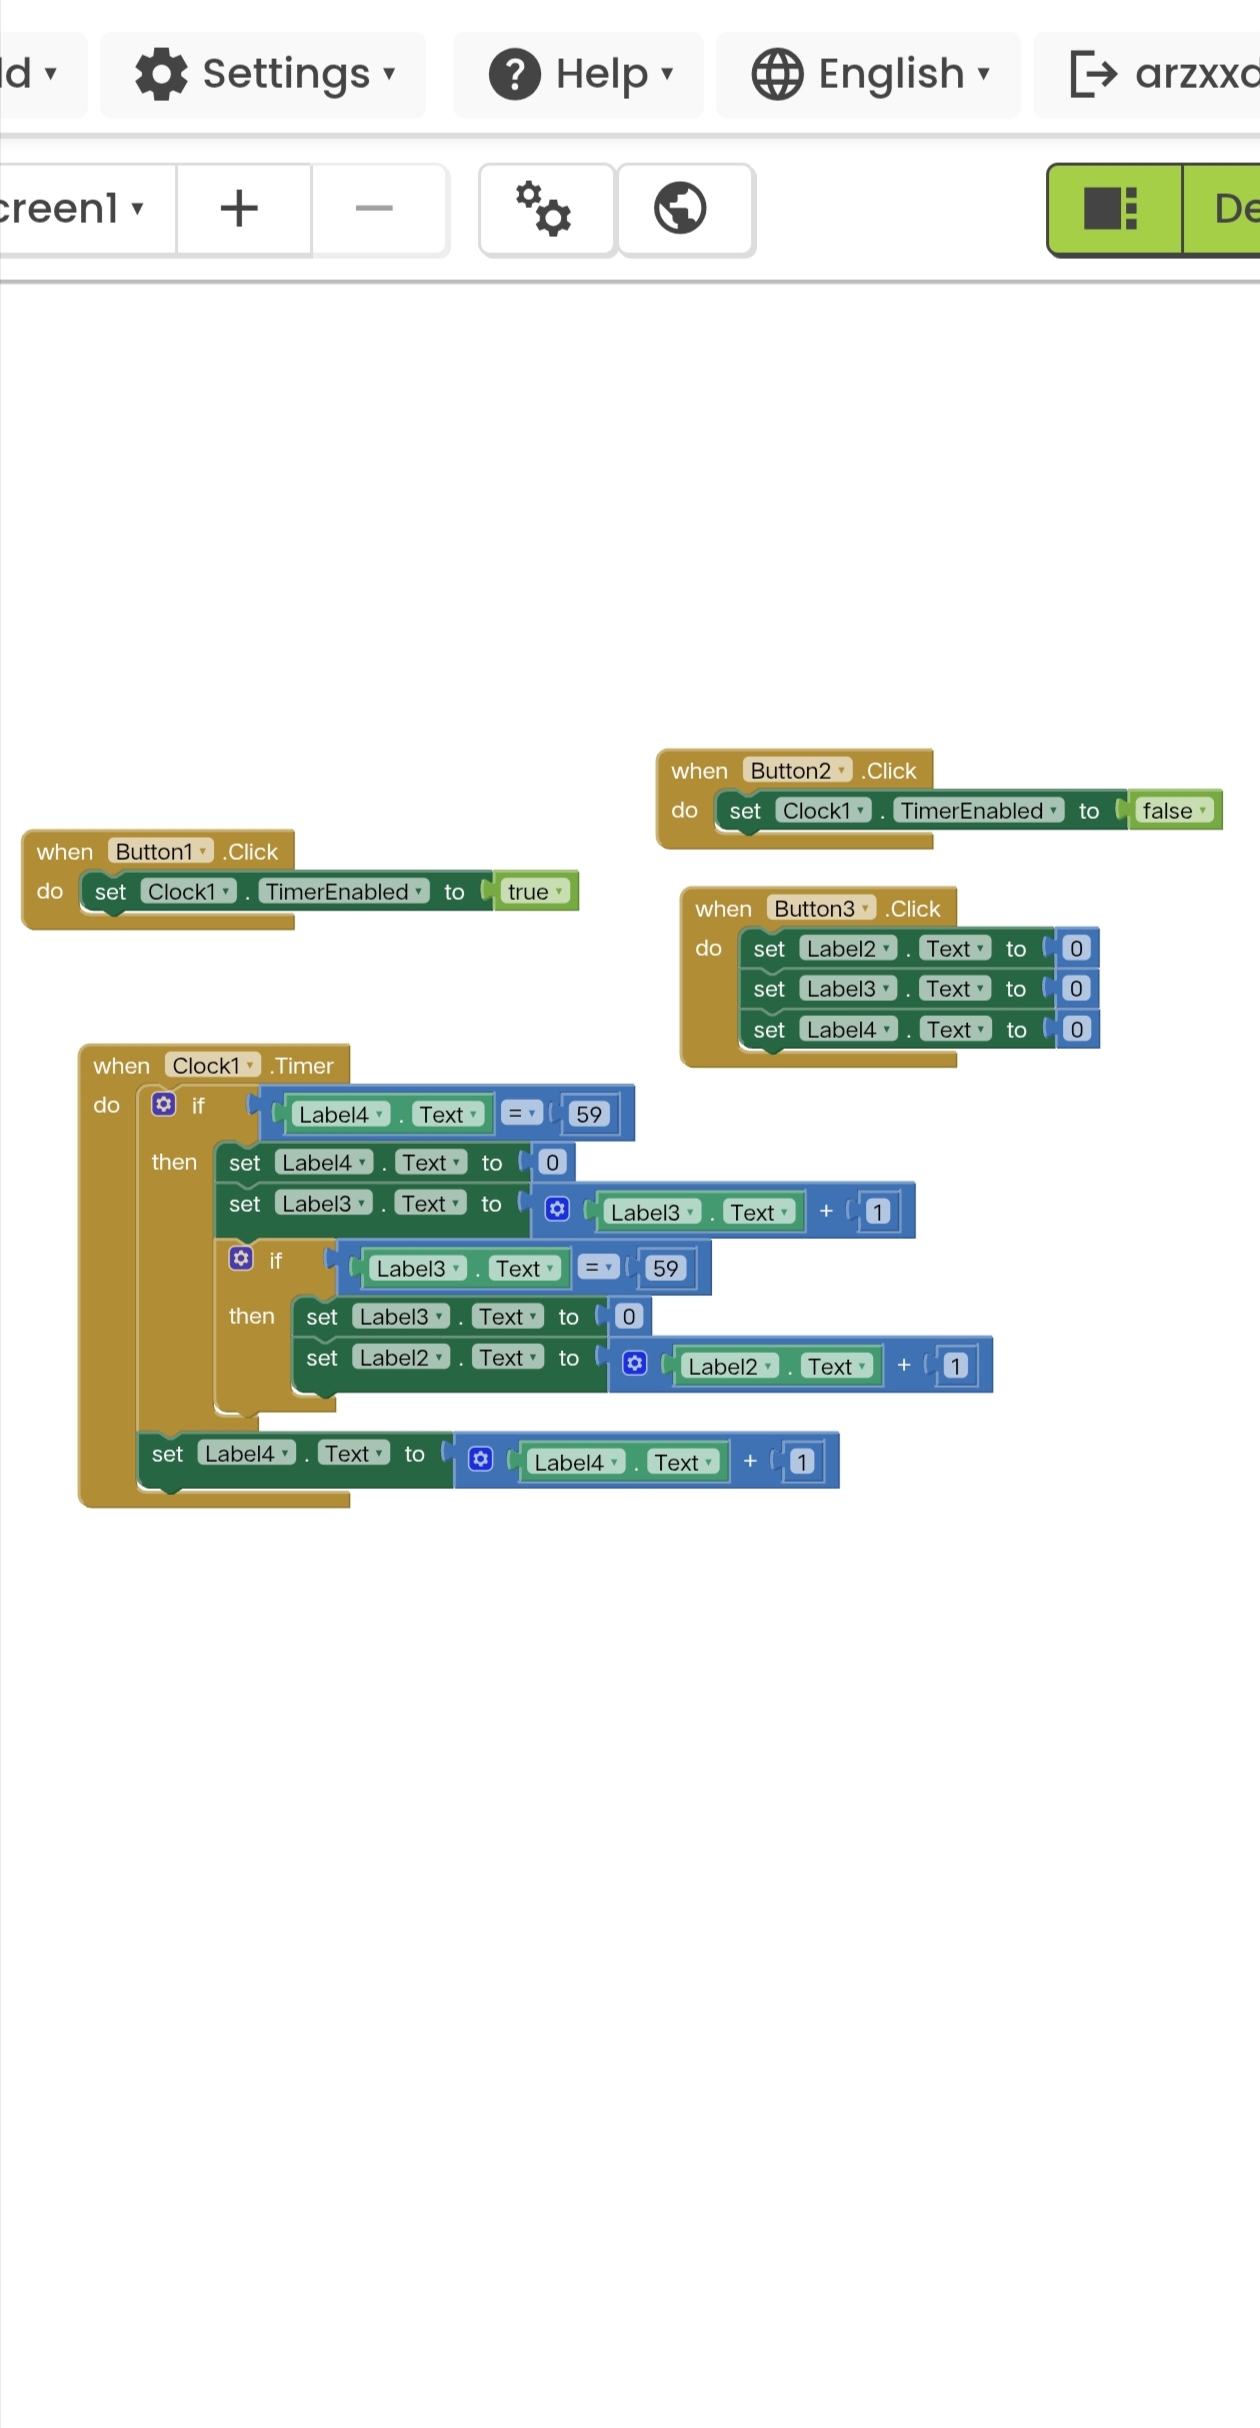 ld ▾ Settings ▾ Help ▾ English ▾ arzxxd
creen1 ▾ + − De
when Button2 ▾ .Click
do set Clock1 ▾ . TimerEnabled ▾ to false ▾
when Button1 ▾ .Click
do set Clock1 ▾ . TimerEnabled ▾ to true ▾
when Button3 ▾ .Click
do set Label2 ▾ . Text ▾ to 0
set Label3 ▾ . Text ▾ to 0
set Label4 ▾ . Text ▾ to 0
when Clock1 ▾ .Timer
do if Label4 ▾ . Text ▾ = ▾ 59
then set Label4 ▾ . Text ▾ to 0
set Label3 ▾ . Text ▾ to Label3 ▾ . Text ▾ + 1
if Label3 ▾ . Text ▾ = ▾ 59
then set Label3 ▾ . Text ▾ to 0
set Label2 ▾ . Text ▾ to Label2 ▾ . Text ▾ + 1
set Label4 ▾ . Text ▾ to Label4 ▾ . Text ▾ + 1